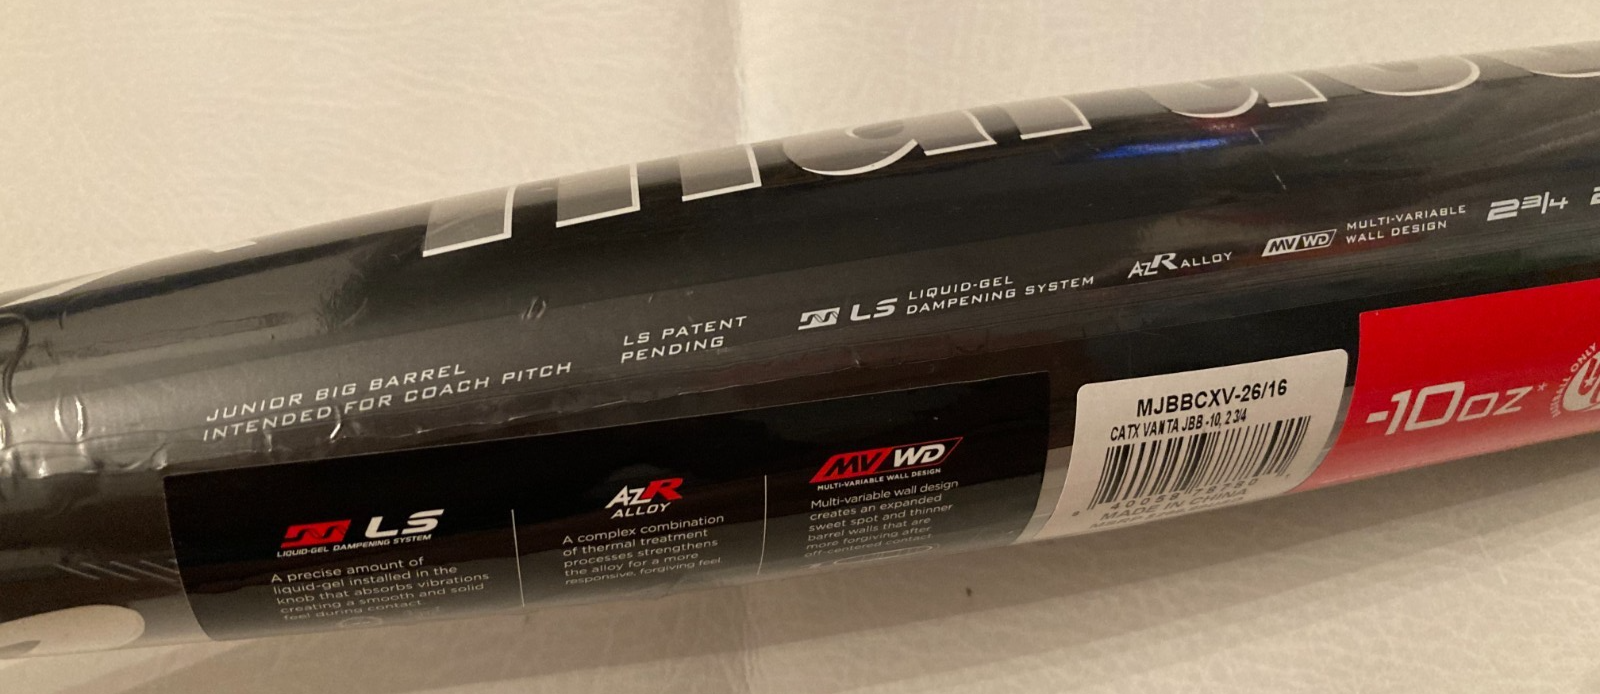 JUNIOR BIG BARREL
INTENDED FOR COACH PITCH
LS PATENT
PENDING
LS
LIQUID-GEL
DAMPENING SYSTEM
AZR ALLOY
MV WD
MULTI-VARIABLE
WALL DESIGN
2 3/4
LS
LIQUID-GEL DAMPENING SYSTEM
A precise amount of
liquid-gel installed in the
knob that absorbs vibrations
creating a smooth and solid
feel during contact.
AZR
ALLOY
A complex combination
of thermal treatment
processes strengthens
the alloy for a more
responsive, forgiving feel
MV WD
MULTI-VARIABLE WALL DESIGN
Multi-variable wall design
creates an expanded
sweet spot and thinner
barrel walls that are
more forgiving after
off-centered contact
MJBBCXV-26/16
CATX VANTA JBB -10, 2 3/4
MADE IN CHINA
-10oz